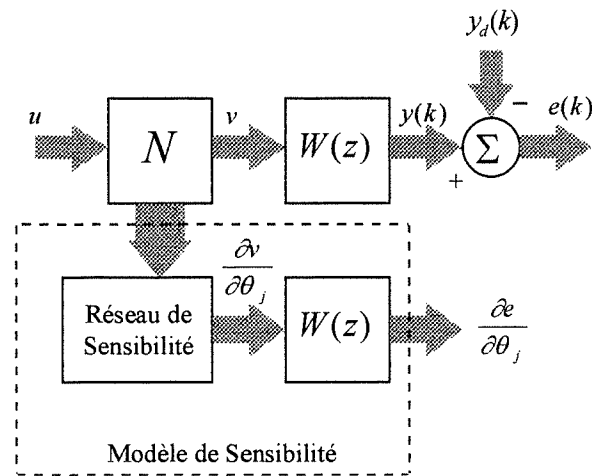 y_d(k)
−
e(k)
u
N
v
W(z)
y(k)
Σ
+
∂v
∂θ_j
Réseau de
Sensibilité
W(z)
∂e
∂θ_j
Modèle de Sensibilité